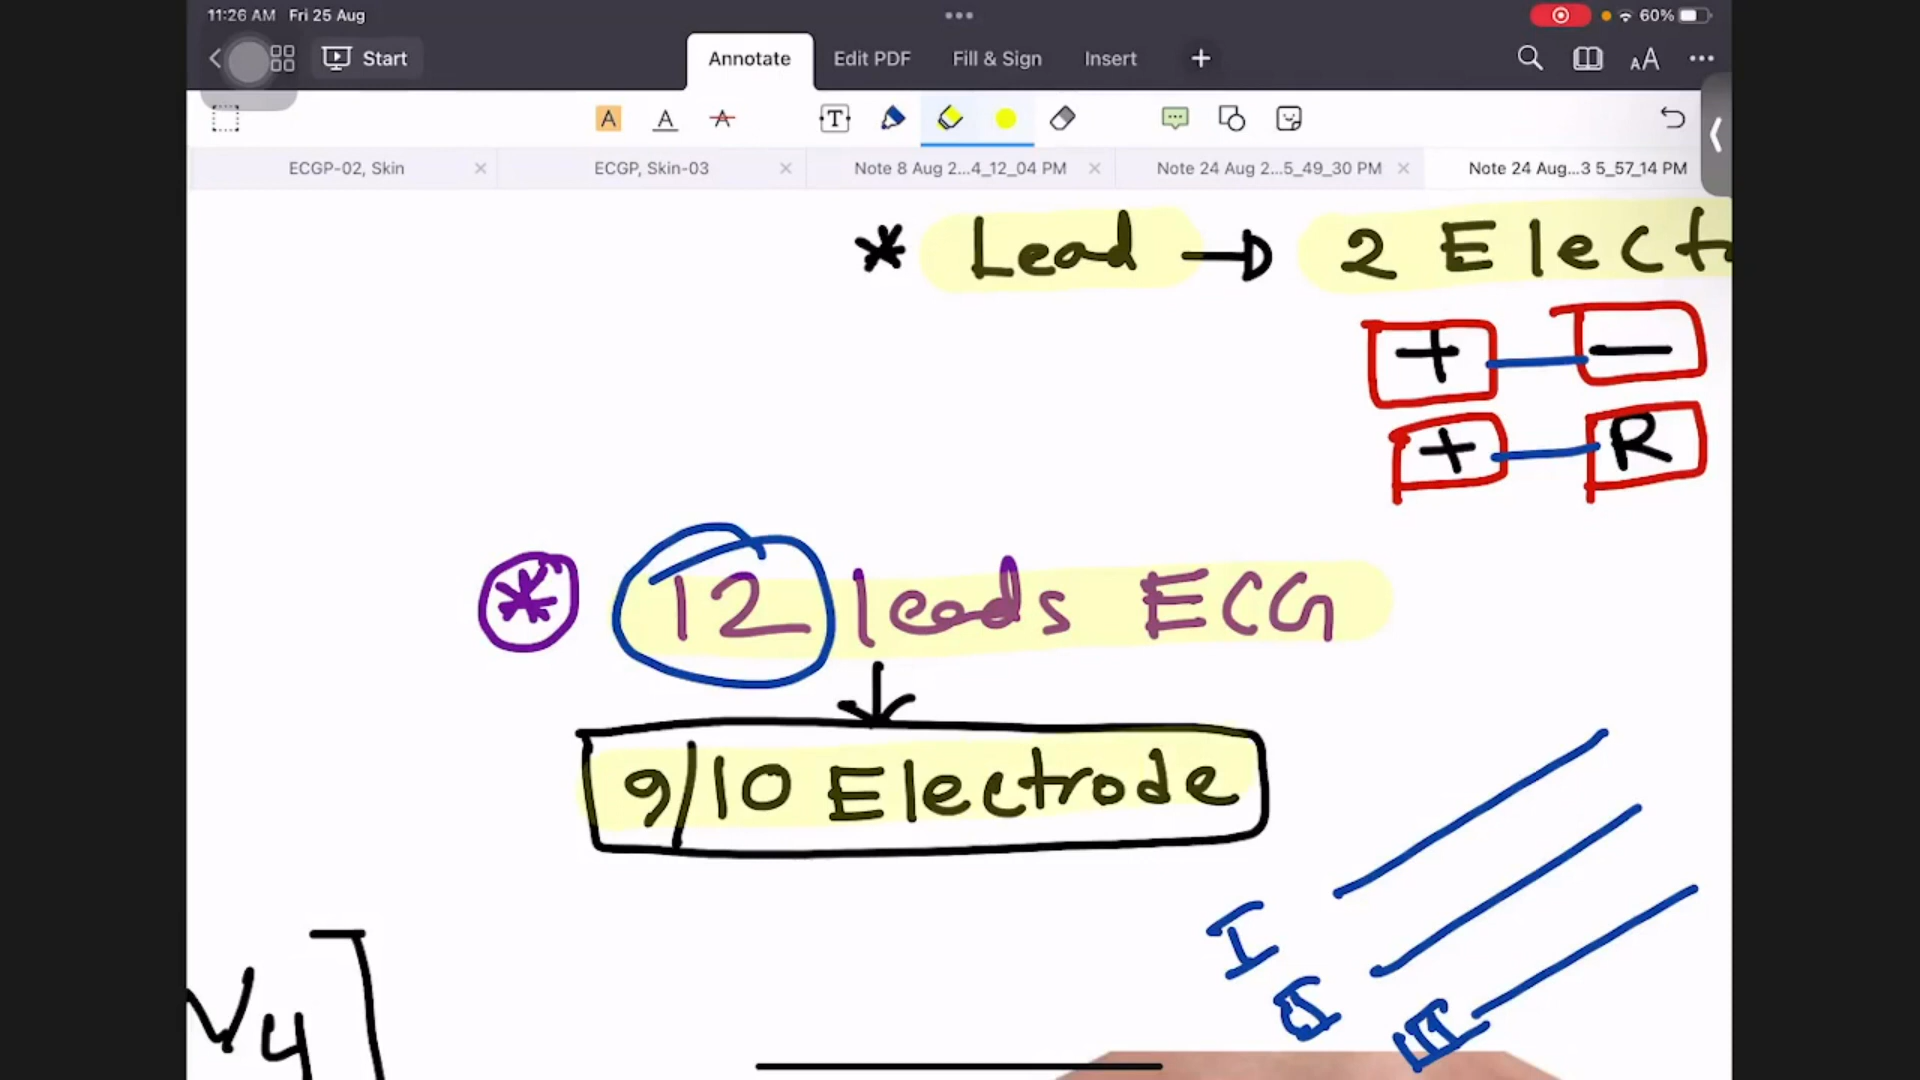 11:26 AM Fri 25 Aug
60%
Start
Annotate
Edit PDF
Fill & Sign
Insert
AA
A A A T
ECGP-02, Skin
ECGP, Skin-03
Note 8 Aug 2...4_12_04 PM
Note 24 Aug 2...5_49_30 PM
Note 24 Aug...3 5_57_14 PM
* Lead → 2 Electr
+ —
+ R
* 12 leads ECG
↓
9/10 Electrode
I
II
III
V4